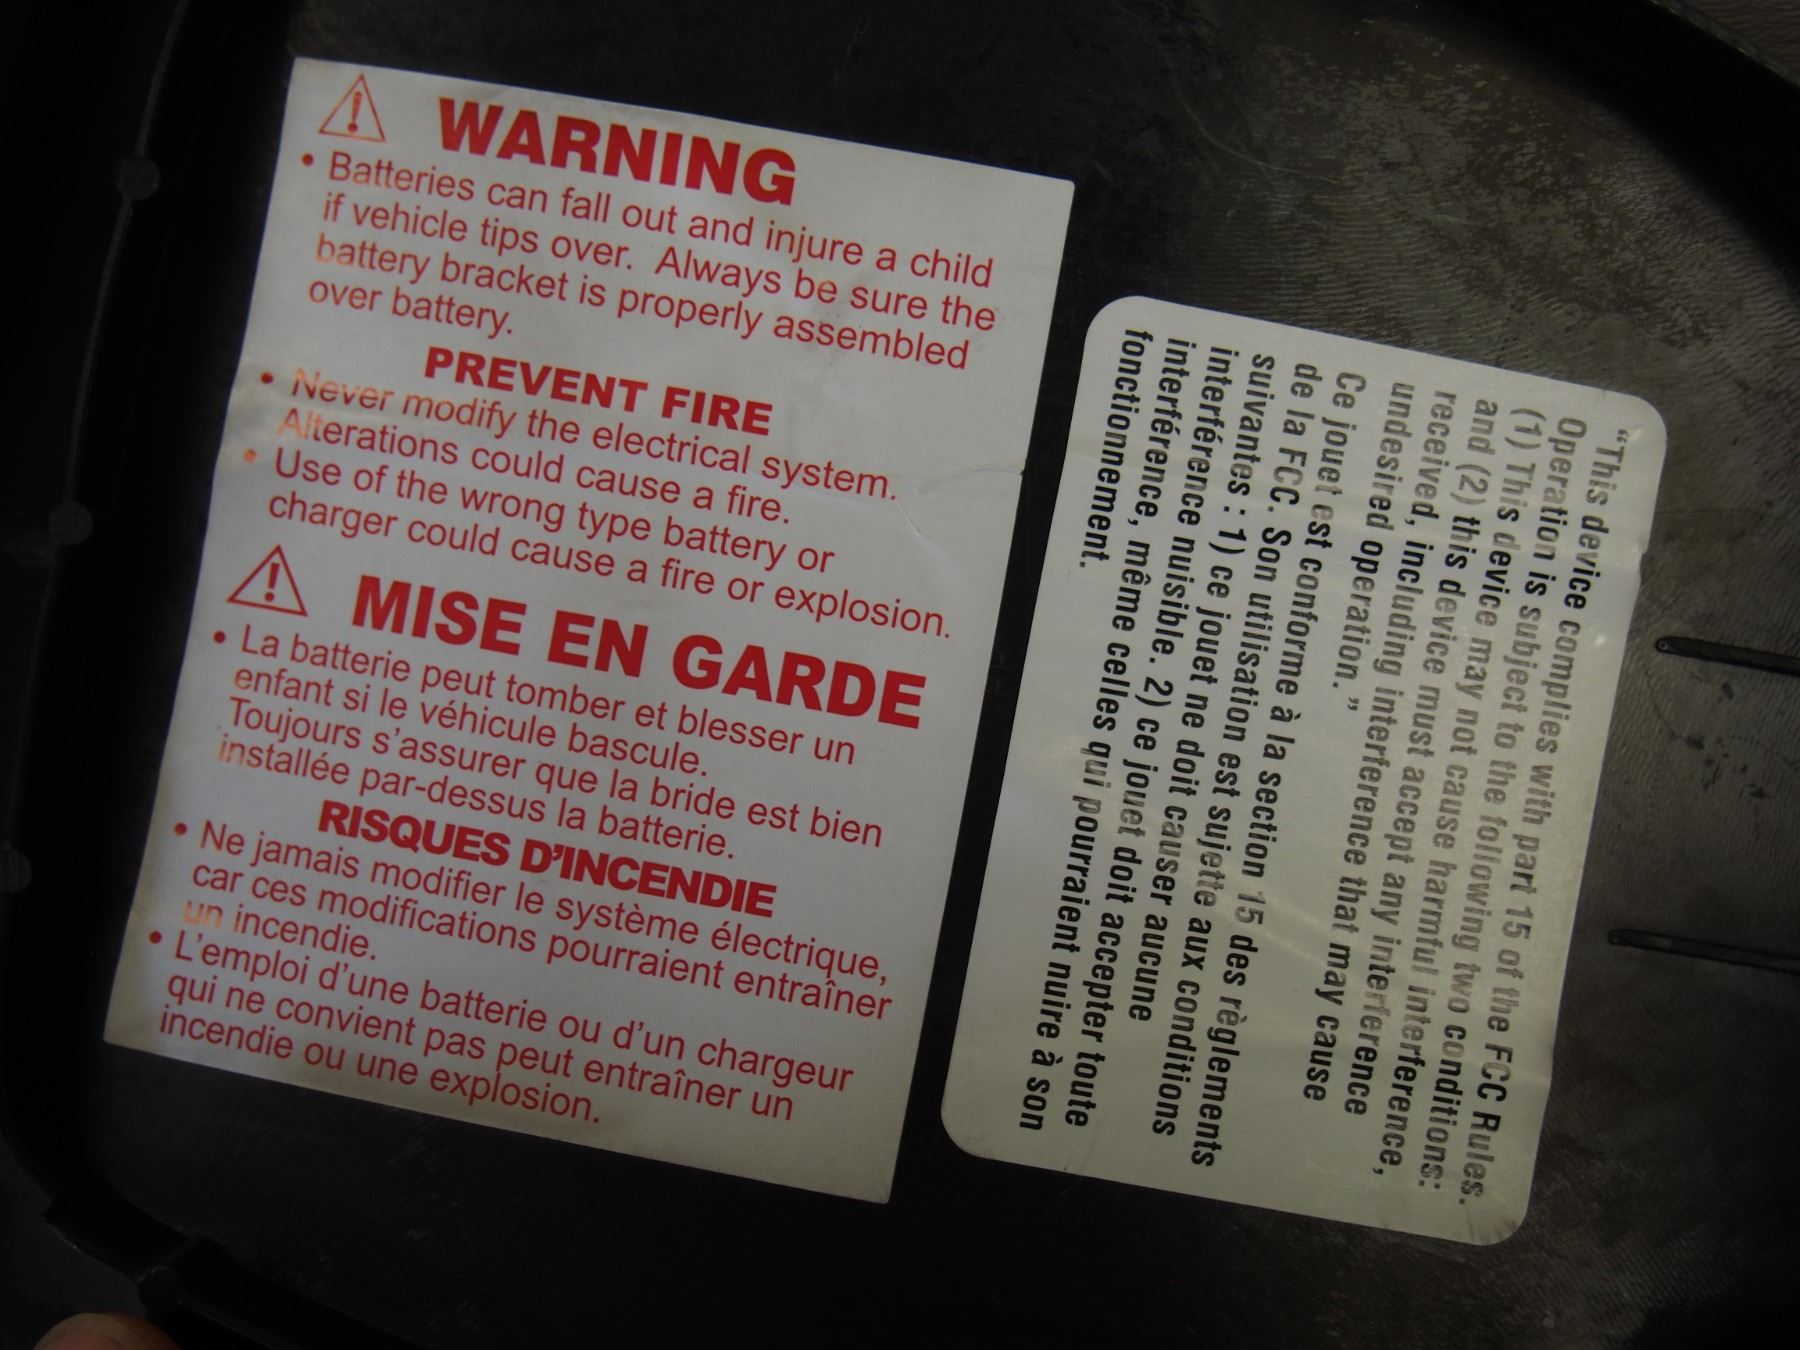 WARNING
• Batteries can fall out and injure a child
if vehicle tips over. Always be sure the
battery bracket is properly assembled
over battery.
PREVENT FIRE
• Never modify the electrical system.
Alterations could cause a fire.
• Use of the wrong type battery or
charger could cause a fire or explosion.
MISE EN GARDE
• La batterie peut tomber et blesser un
enfant si le véhicule bascule.
Toujours s'assurer que la bride est bien
installée par-dessus la batterie.
RISQUES D'INCENDIE
• Ne jamais modifier le système électrique,
car ces modifications pourraient entraîner
un incendie.
• L'emploi d'une batterie ou d'un chargeur
qui ne convient pas peut entraîner un
incendie ou une explosion.
“This device complies with part 15 of the FCC Rules.
Operation is subject to the following two conditions:
(1) This device may not cause harmful interference,
and (2) this device must accept any interference
received, including interference that may cause
undesired operation.”
Ce jouet est conforme à la section 15 des règlements
de la FCC. Son utilisation est sujette aux conditions
suivantes : 1) ce jouet ne doit causer aucune
interférence nuisible. 2) ce jouet doit accepter toute
interférence, même celles qui pourraient nuire à son
fonctionnement.